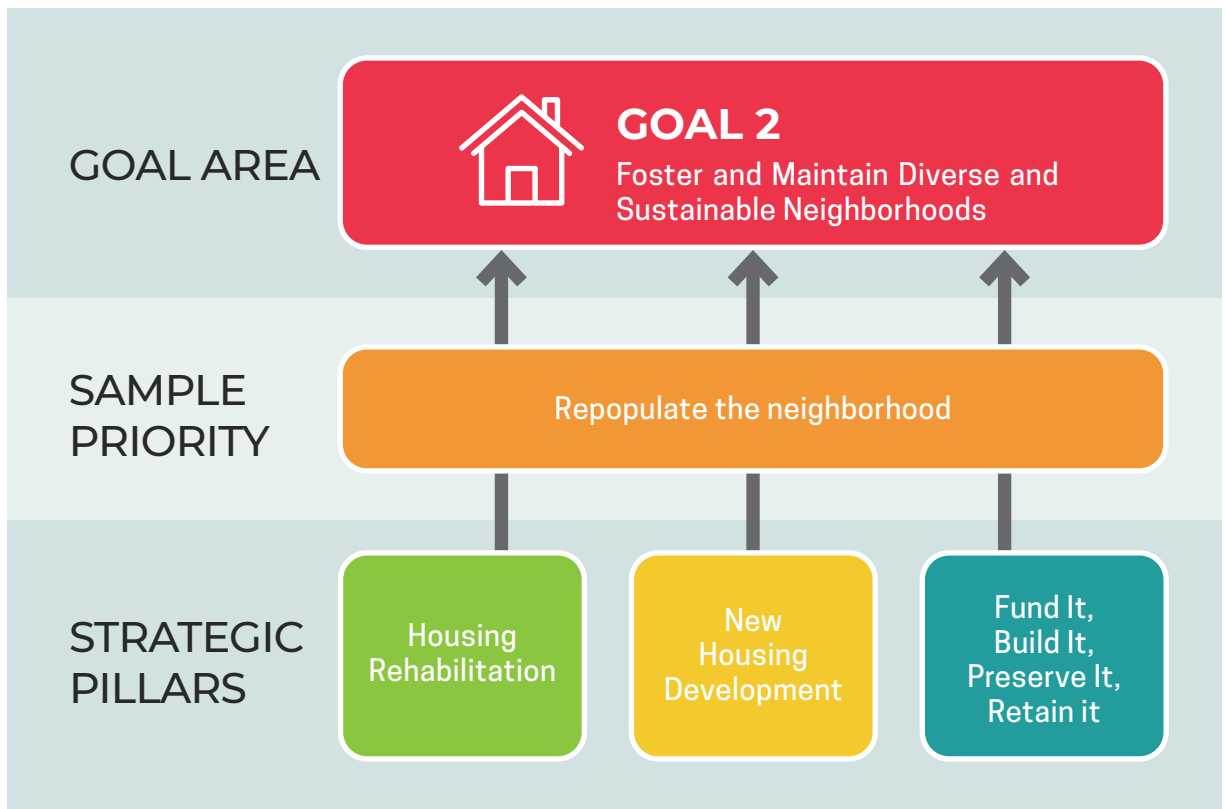 GOAL AREA
GOAL 2
Foster and Maintain Diverse and
Sustainable Neighborhoods
SAMPLE
PRIORITY
Repopulate the neighborhood
STRATEGIC
PILLARS
Housing
Rehabilitation
New
Housing
Development
Fund It,
Build It,
Preserve It,
Retain it